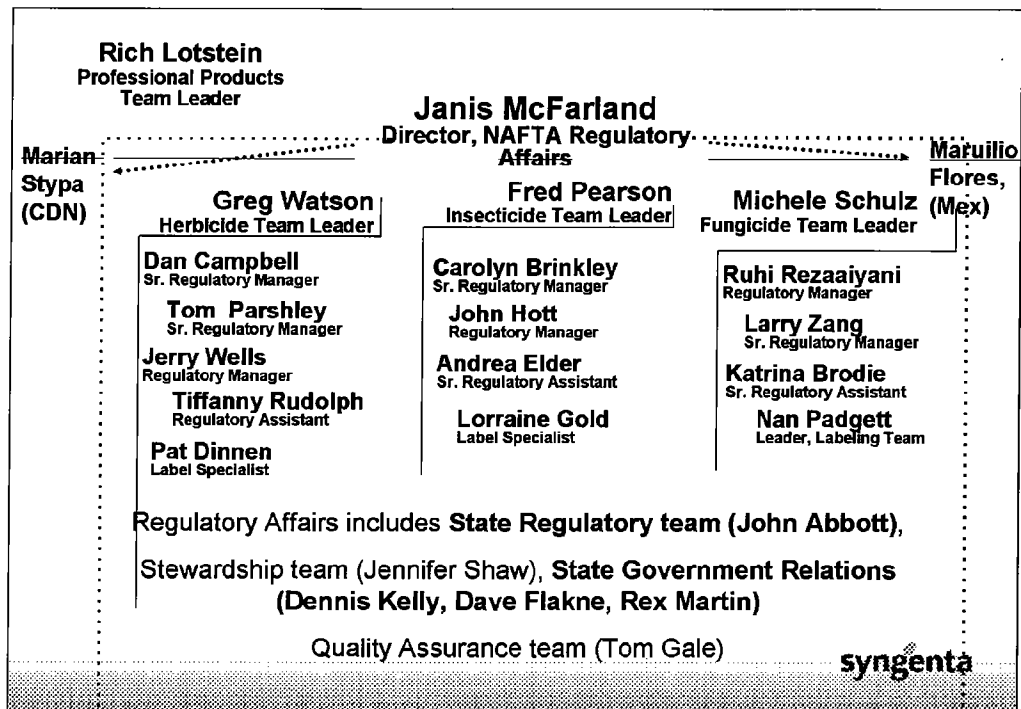 Rich Lotstein
Professional Products
Team Leader
Janis McFarland
Director, NAFTA Regulatory
Affairs
Marian
Stypa
(CDN)
Maruilio
Flores,
(Mex)
Greg Watson
Herbicide Team Leader
Dan Campbell
Sr. Regulatory Manager
Tom Parshley
Sr. Regulatory Manager
Jerry Wells
Regulatory Manager
Tiffanny Rudolph
Regulatory Assistant
Pat Dinnen
Label Specialist
Fred Pearson
Insecticide Team Leader
Carolyn Brinkley
Sr. Regulatory Manager
John Hott
Regulatory Manager
Andrea Elder
Sr. Regulatory Assistant
Lorraine Gold
Label Specialist
Michele Schulz
Fungicide Team Leader
Ruhi Rezaaiyani
Regulatory Manager
Larry Zang
Sr. Regulatory Manager
Katrina Brodie
Sr. Regulatory Assistant
Nan Padgett
Leader, Labeling Team
Regulatory Affairs includes State Regulatory team (John Abbott),
Stewardship team (Jennifer Shaw), State Government Relations
(Dennis Kelly, Dave Flakne, Rex Martin)
Quality Assurance team (Tom Gale)
syngenta